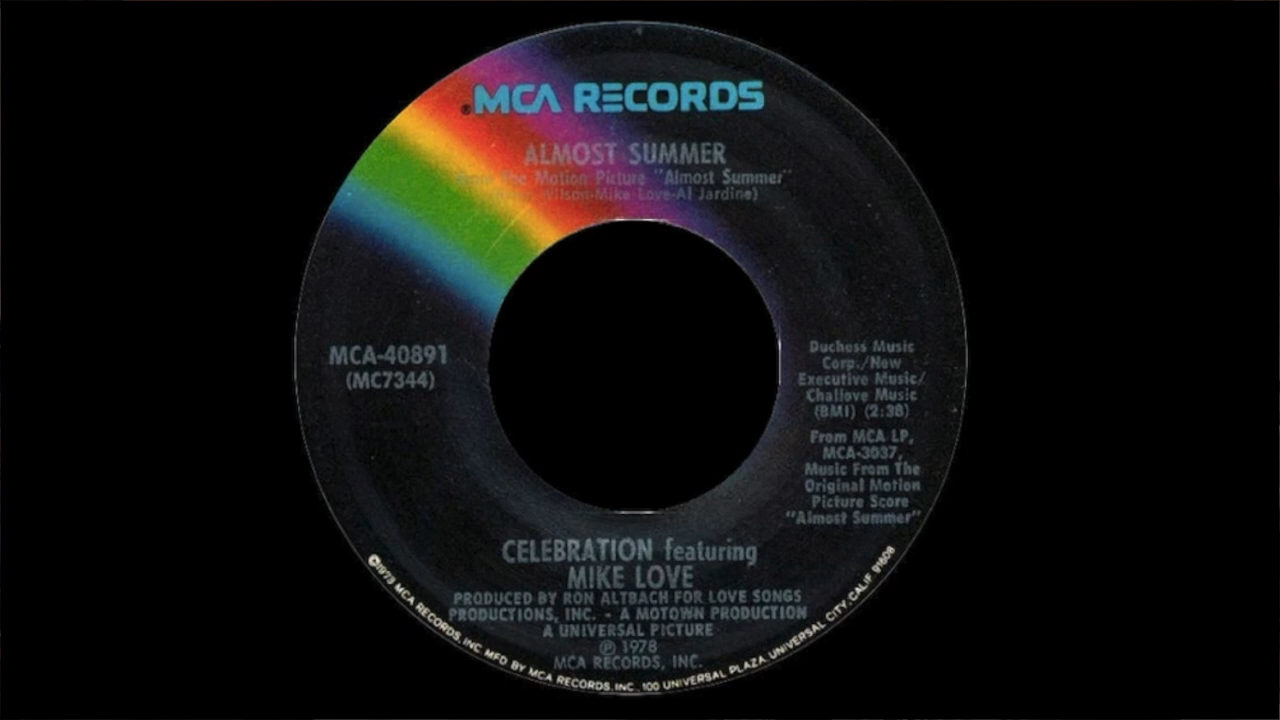 ®MCA RECORDS
ALMOST SUMMER
The Motion Picture "Almost Summer"
Wilson-Mike Love-Al Jardine)
MCA-40891
(MC7344)
Duchess Music
Corp./New
Executive Music/
Challove Music
(BMI) (2:38)
From MCA LP,
MCA-3037,
Music From The
Original Motion
Picture Score
"Almost Summer"
CELEBRATION featuring
MIKE LOVE
PRODUCED BY RON ALTBACH FOR LOVE SONGS
PRODUCTIONS, INC. - A MOTOWN PRODUCTION
A UNIVERSAL PICTURE
℗ 1978
MCA RECORDS, INC.
©1973 MCA RECORDS, INC MFD BY MCA RECORDS, INC., 100 UNIVERSAL PLAZA, UNIVERSAL CITY, CALIF. 91608